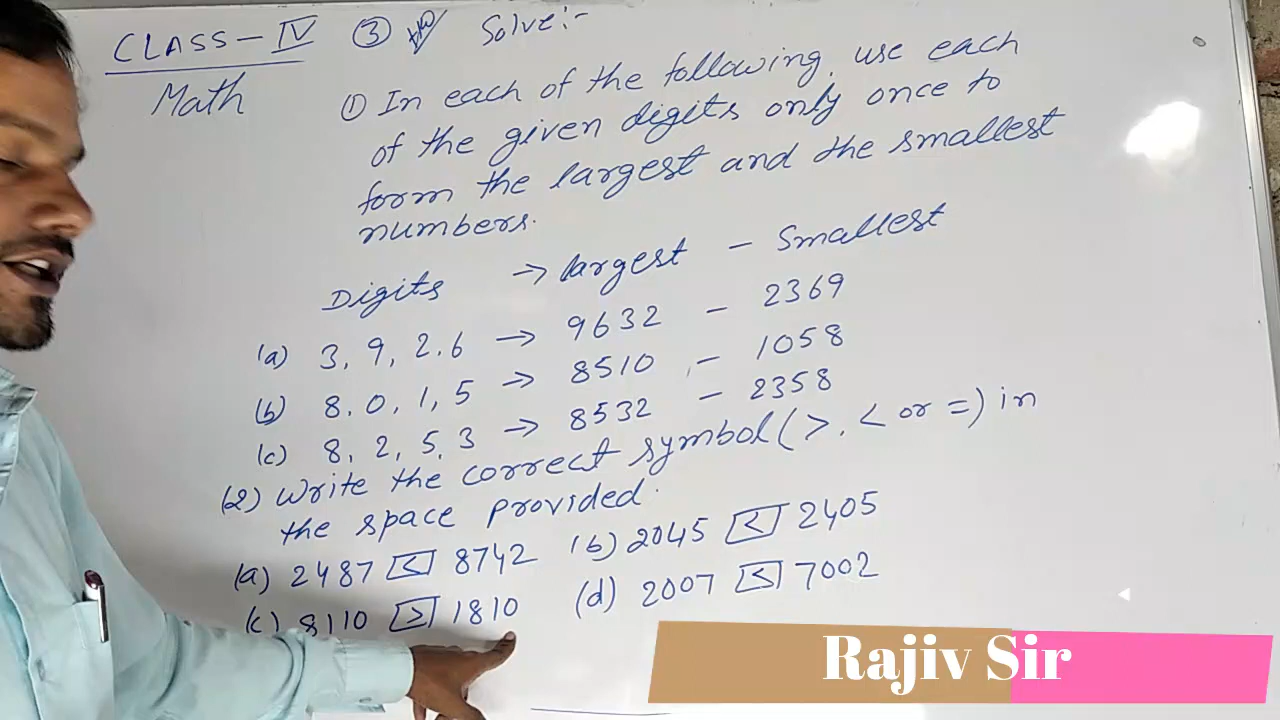 CLASS-IV ③ Solve:-
Math
① In each of the following, use each
of the given digits only once to
form the largest and the smallest
numbers.
Digits → largest - Smallest
(a) 3, 9, 2, 6 → 9632 - 2369
(b) 8, 0, 1, 5 → 8510 - 1058
(c) 8, 2, 5, 3 → 8532 - 2358
(2) Write the correct symbol (>, < or =) in
the space provided.
(a) 2487 < 8742 (b) 2045 < 2405
(c) 8110 > 1810 (d) 2007 < 7002
Rajiv Sir